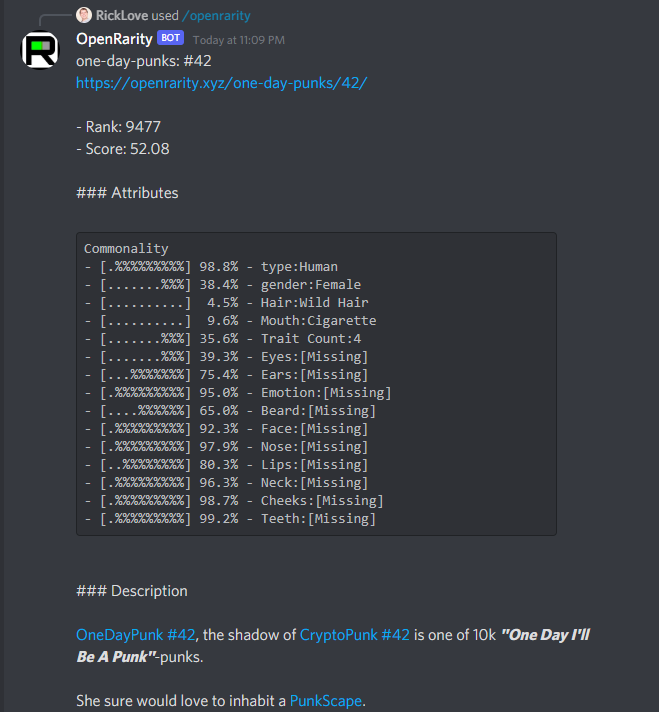 RickLove used /openrarity
OpenRarity BOT Today at 11:09 PM
one-day-punks: #42
https://openrarity.xyz/one-day-punks/42/
- Rank: 9477
- Score: 52.08
### Attributes
Commonality
- [.%%%%%%%%%] 98.8% - type:Human
- [.......%%%] 38.4% - gender:Female
- [..........]  4.5% - Hair:Wild Hair
- [..........]  9.6% - Mouth:Cigarette
- [.......%%%] 35.6% - Trait Count:4
- [.......%%%] 39.3% - Eyes:[Missing]
- [...%%%%%%%] 75.4% - Ears:[Missing]
- [.%%%%%%%%%] 95.0% - Emotion:[Missing]
- [....%%%%%%] 65.0% - Beard:[Missing]
- [.%%%%%%%%%] 92.3% - Face:[Missing]
- [.%%%%%%%%%] 97.9% - Nose:[Missing]
- [..%%%%%%%%] 80.3% - Lips:[Missing]
- [.%%%%%%%%%] 96.3% - Neck:[Missing]
- [.%%%%%%%%%] 98.7% - Cheeks:[Missing]
- [.%%%%%%%%%] 99.2% - Teeth:[Missing]
### Description
OneDayPunk #42, the shadow of CryptoPunk #42 is one of 10k "One Day I'll
Be A Punk"-punks.
She sure would love to inhabit a PunkScape.